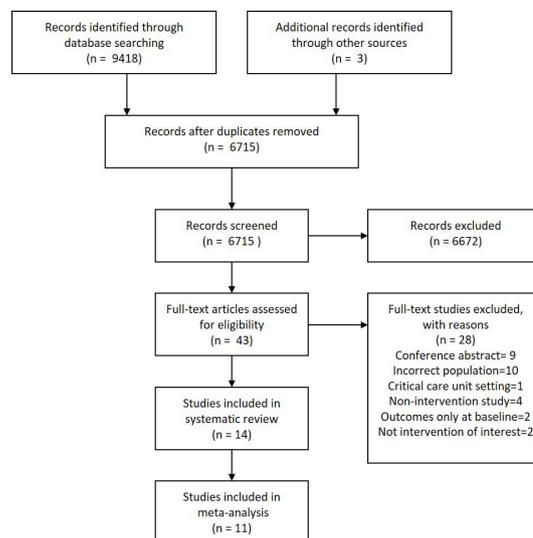 Records identified through
database searching
(n = 9418)
Additional records identified
through other sources
(n = 3)
Records after duplicates removed
(n = 6715)
Records screened
(n = 6715 )
Records excluded
(n = 6672)
Full-text articles assessed
for eligibility
(n = 43)
Full-text studies excluded,
with reasons
(n = 28)
Conference abstract= 9
Incorrect population=10
Critical care unit setting=1
Non-intervention study=4
Outcomes only at baseline=2
Not intervention of interest=2
Studies included in
systematic review
(n = 14)
Studies included in
meta-analysis
(n = 11)